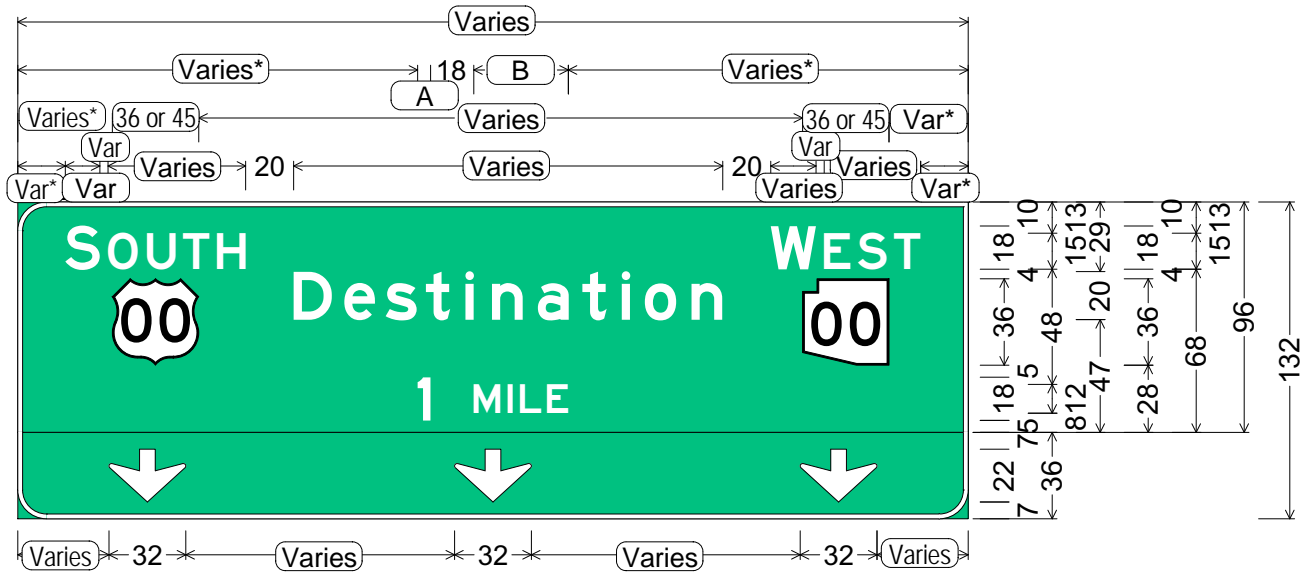 Varies
Varies* 18 B Varies*
A
Varies* 36 or 45 Varies 36 or 45 Var*
Var Var
Varies 20 Varies 20 Varies
Var* Var Varies Var*
SOUTH WEST
Destination
00 00
1 MILE
10 13 10 13
18 15 29 18 15
4 4
36 48 20 36 68 96 132
5 47
18 12 28
8
7 5
22 36
7
Varies 32 Varies 32 Varies 32 Varies